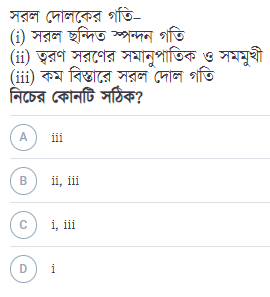 সরল দোলকের গতি–
(i) সরল ছন্দিত স্পন্দন গতি
(ii) ত্বরণ সরণের সমানুপাতিক ও সমমুখী
(iii) কম বিস্তারে সরল দোল গতি
নিচের কোনটি সঠিক?
A iii
B ii, iii
C i, iii
D i